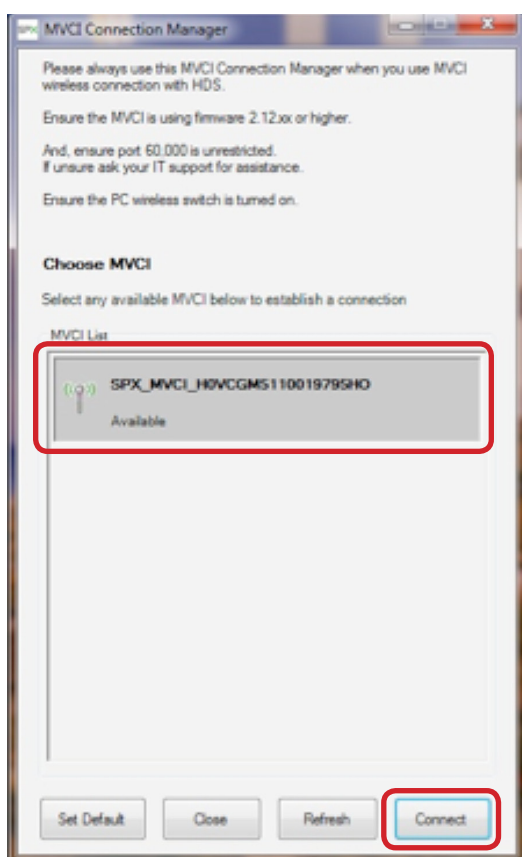 SPX MVCI Connection Manager
Please always use this MVCI Connection Manager when you use MVCI
wireless connection with HDS.
Ensure the MVCI is using firmware 2.12.xx or higher.
And, ensure port 60,000 is unrestricted.
If unsure ask your IT support for assistance.
Ensure the PC wireless switch is turned on.
Choose MVCI
Select any available MVCI below to establish a connection
MVCI List
SPX_MVCI_H0VCGMS110019795HO
Available
Set Default Close Refresh Connect